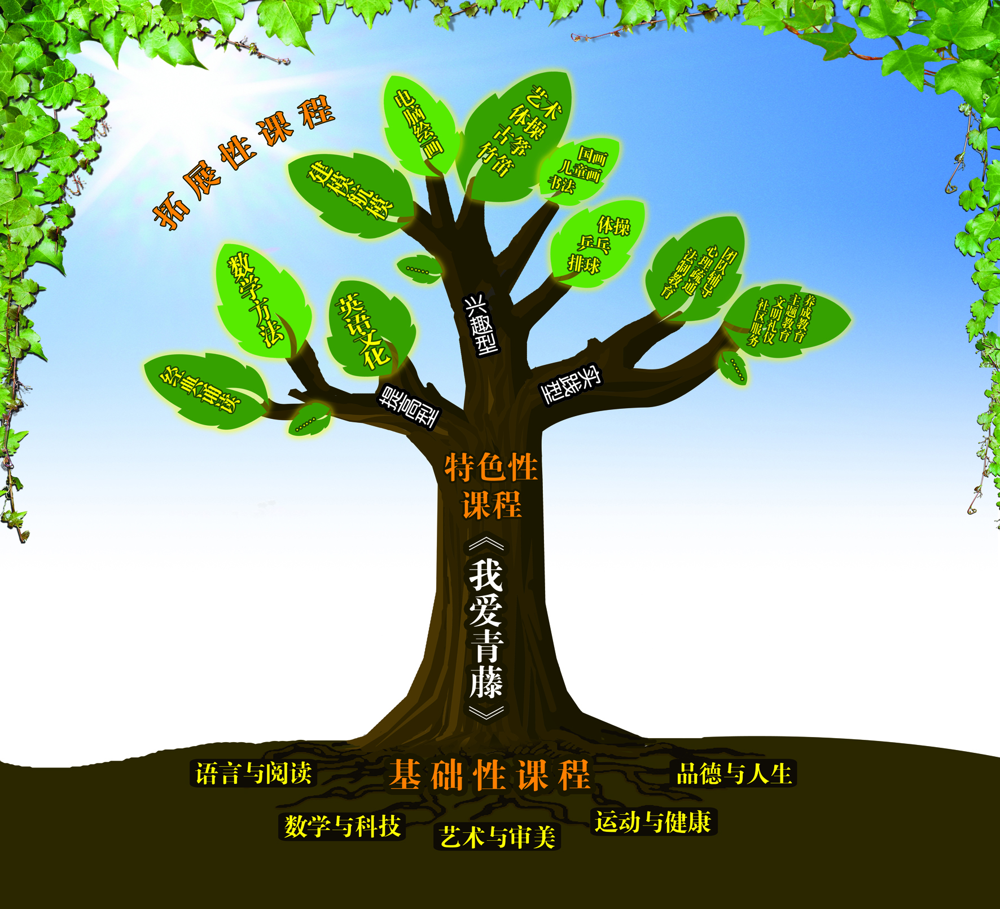 拓展性课程
电脑绘画
艺术
体操
古筝
竹笛
国画
儿童画
书法
建模航模
体操
乒乓
排球
团队辅导
心理疏通
法制教育
养成教育
主题教育
文明礼仪
社区服务
数学方法
英语文化
经典诵读
……
……
……
兴趣型
提高型
实践型
特色性
课程
《我爱青藤》
基础性课程
语言与阅读
品德与人生
数学与科技
艺术与审美
运动与健康